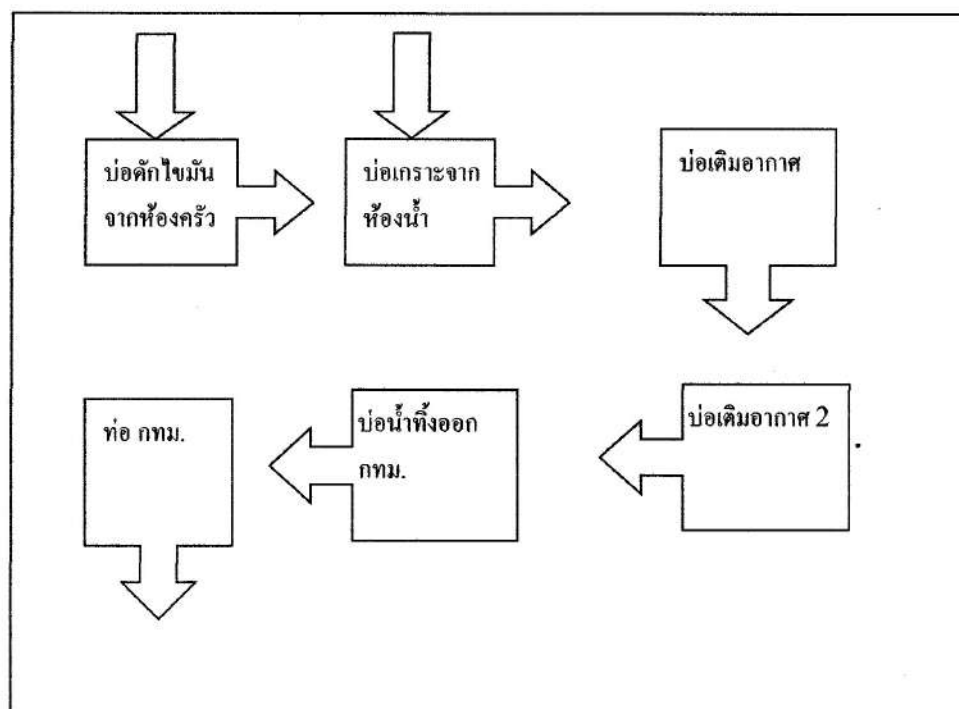 บ่อดักไขมัน
จากห้องครัว
บ่อเกราะจาก
ห้องน้ำ
บ่อเติมอากาศ
ท่อ กทม.
บ่อน้ำทิ้งออก
กทม.
บ่อเติมอากาศ 2